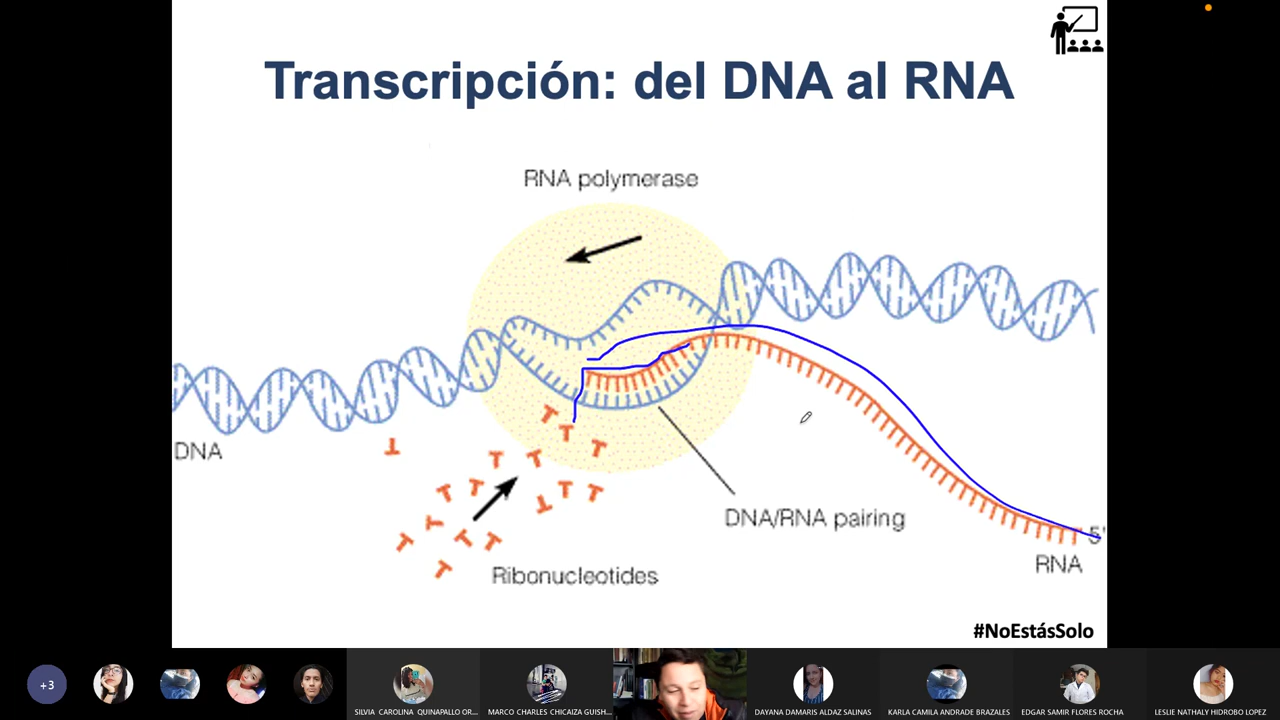 Transcripción: del DNA al RNA
RNA polymerase
DNA
DNA/RNA pairing
5'
RNA
Ribonucleotides
#NoEstásSolo
+3
SILVIA CAROLINA QUINAPALLO OR...
MARCO CHARLES CHICAIZA GUISH...
DAYANA DAMARIS ALDAZ SALINAS
KARLA CAMILA ANDRADE BRAZALES
EDGAR SAMIR FLORES ROCHA
LESLIE NATHALY HIDROBO LOPEZ